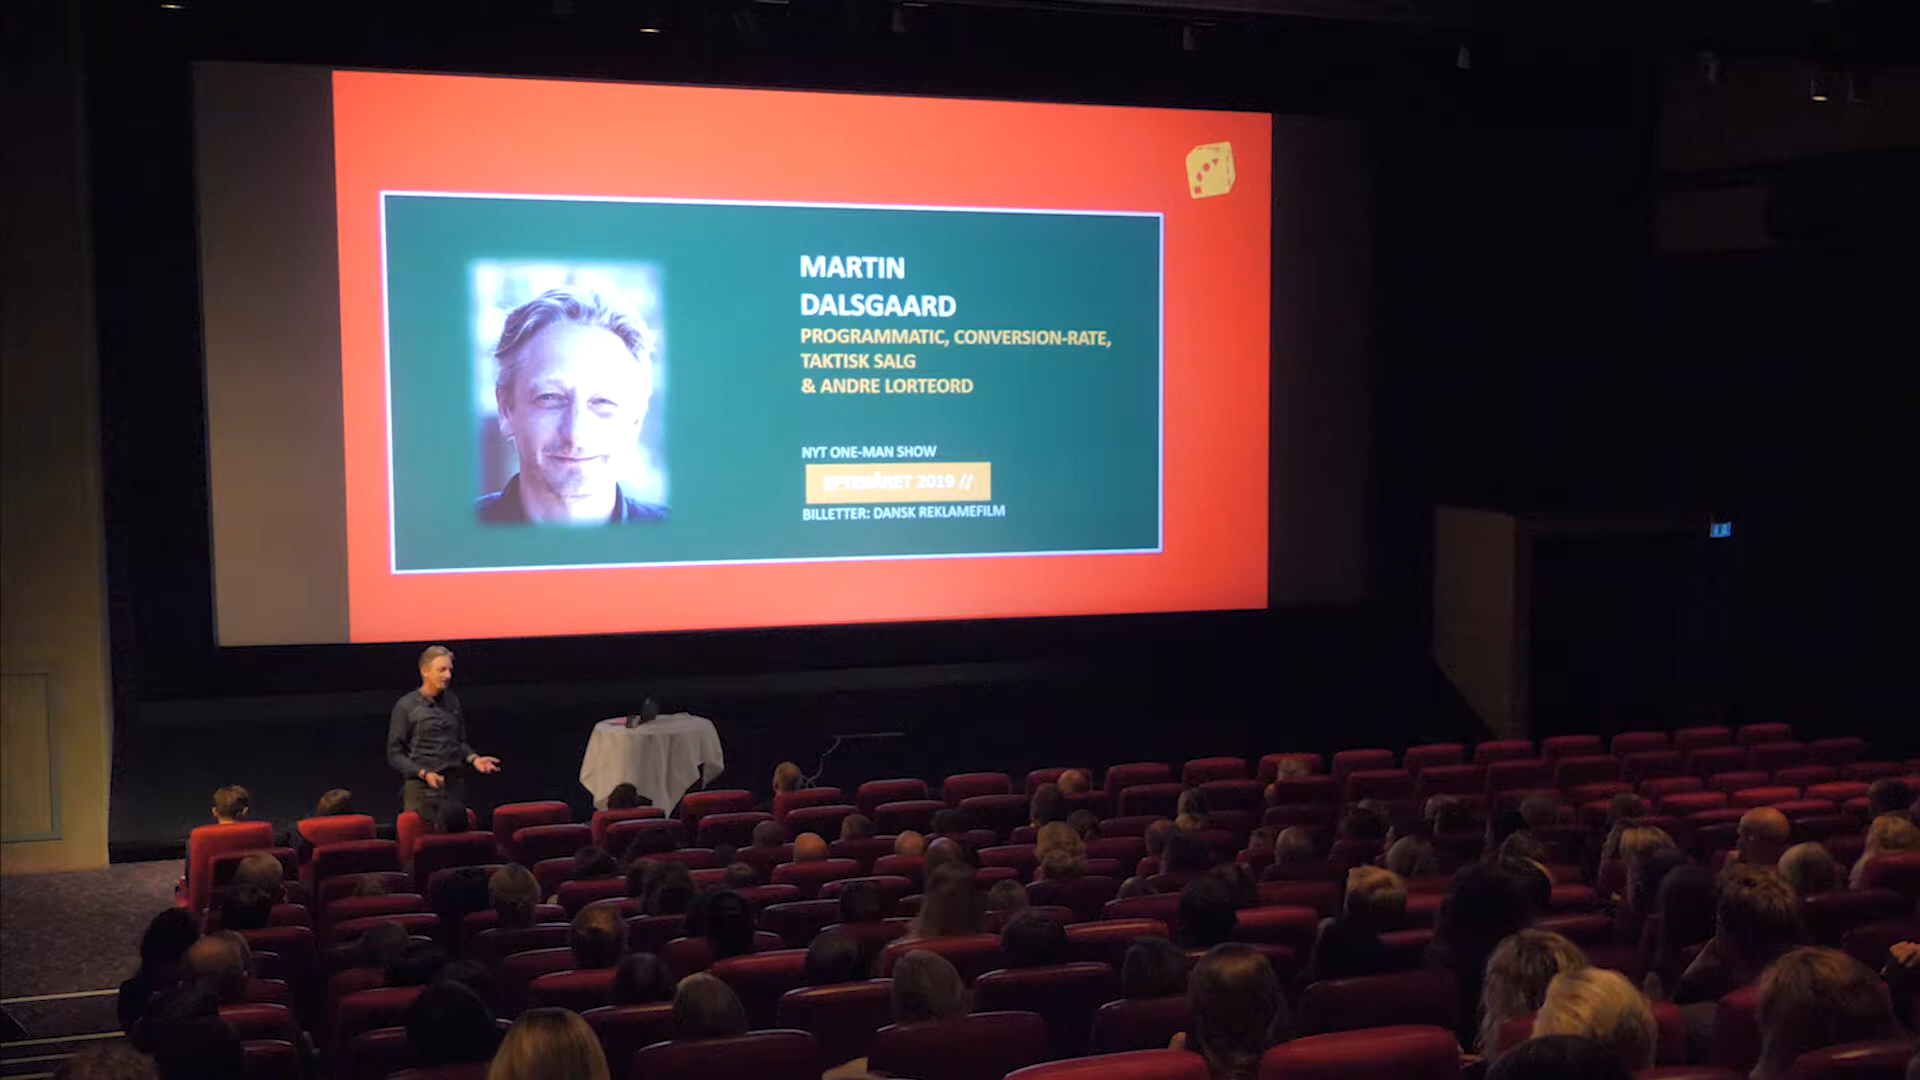 MARTIN
DALSGAARD
PROGRAMMATIC, CONVERSION-RATE,
TAKTISK SALG
& ANDRE LORTEORD
NYT ONE-MAN SHOW
EFTERÅRET 2019 //
BILLETTER: DANSK REKLAMEFILM